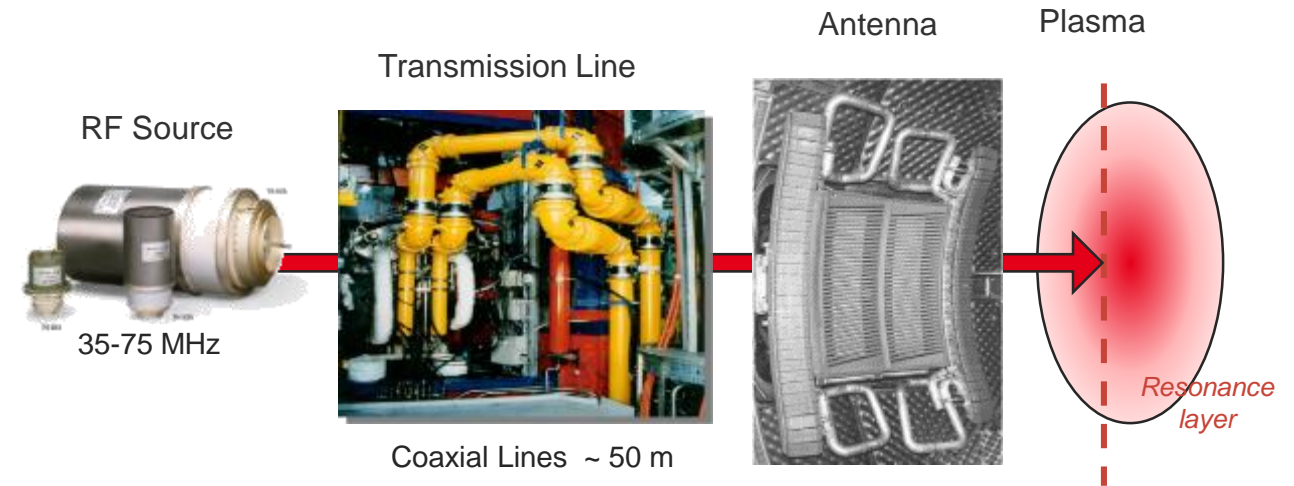 Antenna
Plasma
Transmission Line
RF Source
35-75 MHz
Resonance
layer
Coaxial Lines ~ 50 m